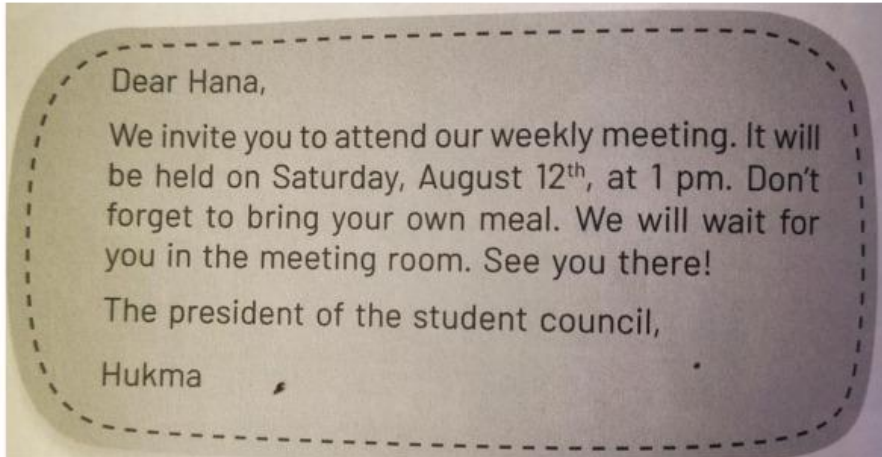 Dear Hana,
We invite you to attend our weekly meeting. It will
be held on Saturday, August 12th, at 1 pm. Don't
forget to bring your own meal. We will wait for
you in the meeting room. See you there!
The president of the student council,
Hukma